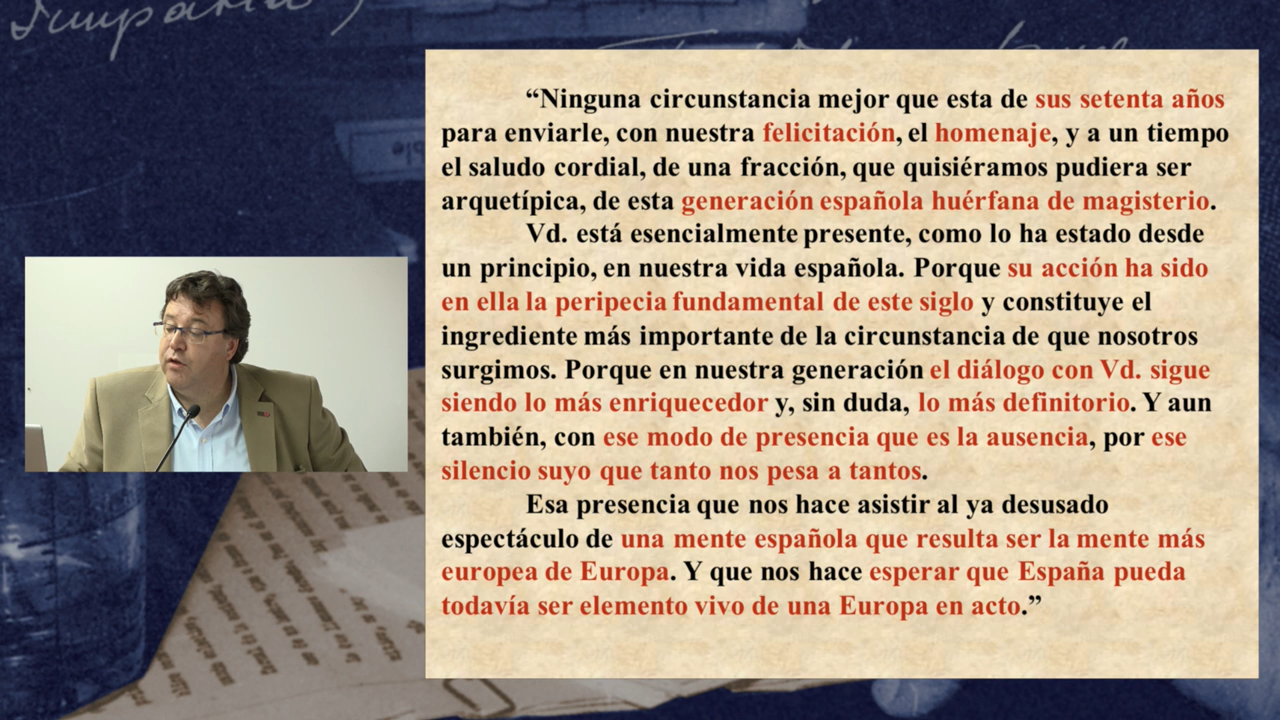 “Ninguna circunstancia mejor que esta de sus setenta años
para enviarle, con nuestra felicitación, el homenaje, y a un tiempo
el saludo cordial, de una fracción, que quisiéramos pudiera ser
arquetípica, de esta generación española huérfana de magisterio.
Vd. está esencialmente presente, como lo ha estado desde
un principio, en nuestra vida española. Porque su acción ha sido
en ella la peripecia fundamental de este siglo y constituye el
ingrediente más importante de la circunstancia de que nosotros
surgimos. Porque en nuestra generación el diálogo con Vd. sigue
siendo lo más enriquecedor y, sin duda, lo más definitorio. Y aun
también, con ese modo de presencia que es la ausencia, por ese
silencio suyo que tanto nos pesa a tantos.
Esa presencia que nos hace asistir al ya desusado
espectáculo de una mente española que resulta ser la mente más
europea de Europa. Y que nos hace esperar que España pueda
todavía ser elemento vivo de una Europa en acto.”